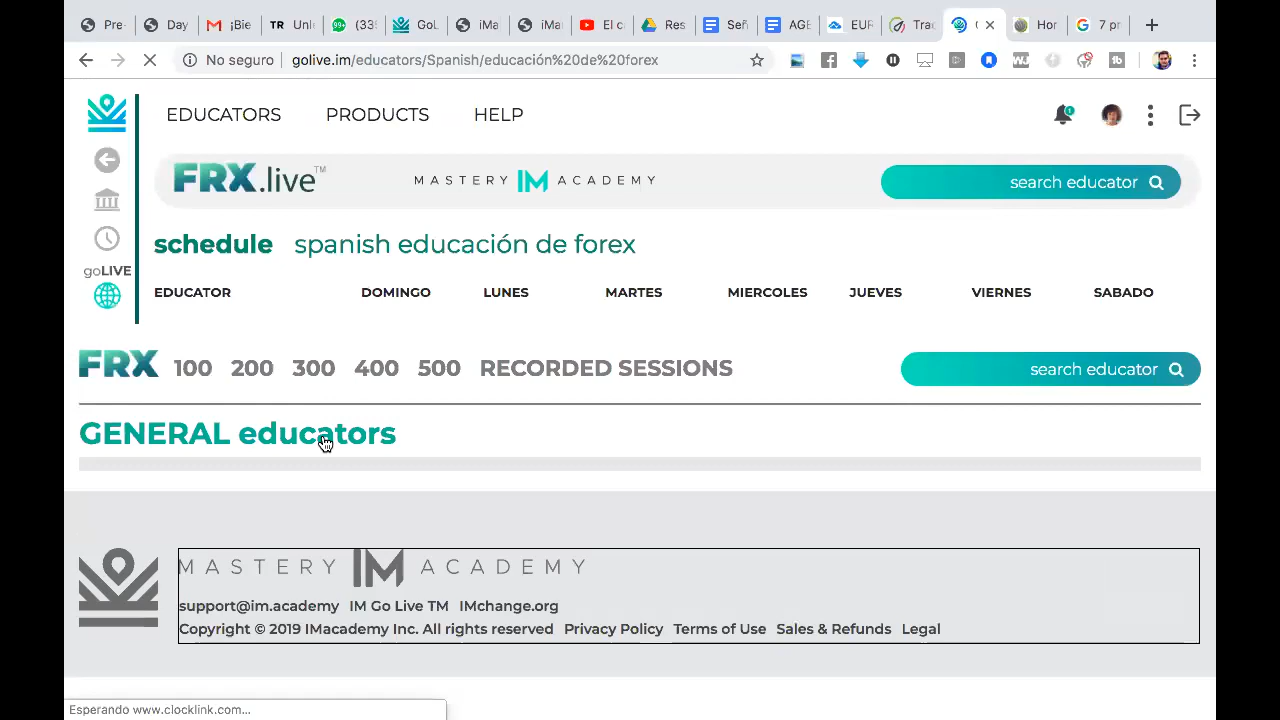 Pre
Day
¡Bie
Unl
(33
GoL
iMa
iMa
El c
Res
Señ
AGE
EUR
Trac
Hor
7 pr
No seguro
golive.im/educators/Spanish/educación%20de%20forex
EDUCATORS PRODUCTS HELP
FRX.live™ MASTERY IM ACADEMY search educator
goLIVE
schedule spanish educación de forex
EDUCATOR DOMINGO LUNES MARTES MIERCOLES JUEVES VIERNES SABADO
FRX 100 200 300 400 500 RECORDED SESSIONS search educator
GENERAL educators
MASTERY IM ACADEMY
support@im.academy IM Go Live TM IMchange.org
Copyright © 2019 IMacademy Inc. All rights reserved Privacy Policy Terms of Use Sales & Refunds Legal
Esperando www.clocklink.com...